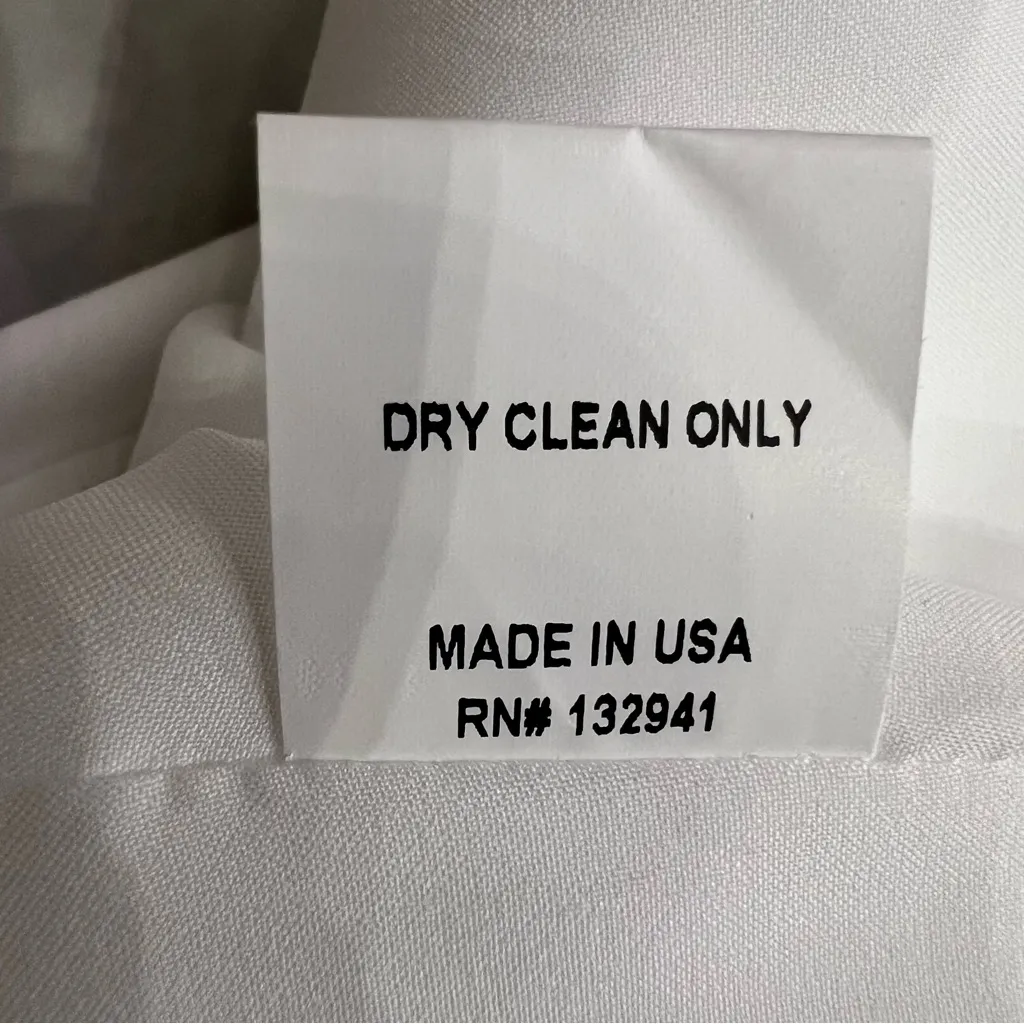 DRY CLEAN ONLY
MADE IN USA
RN# 132941